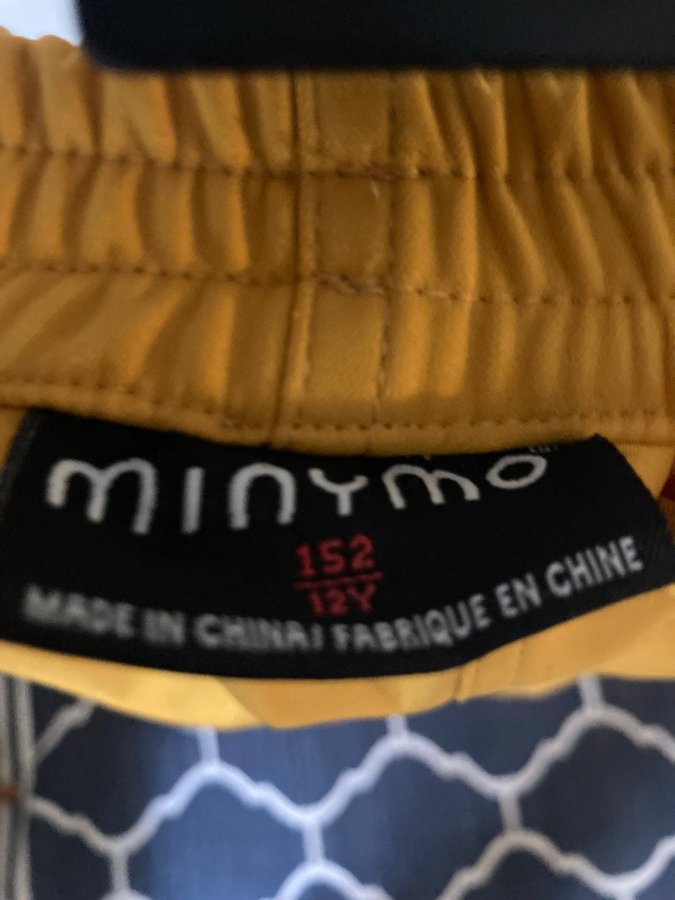 minymo
152
12Y
MADE IN CHINA/ FABRIQUE EN CHINE